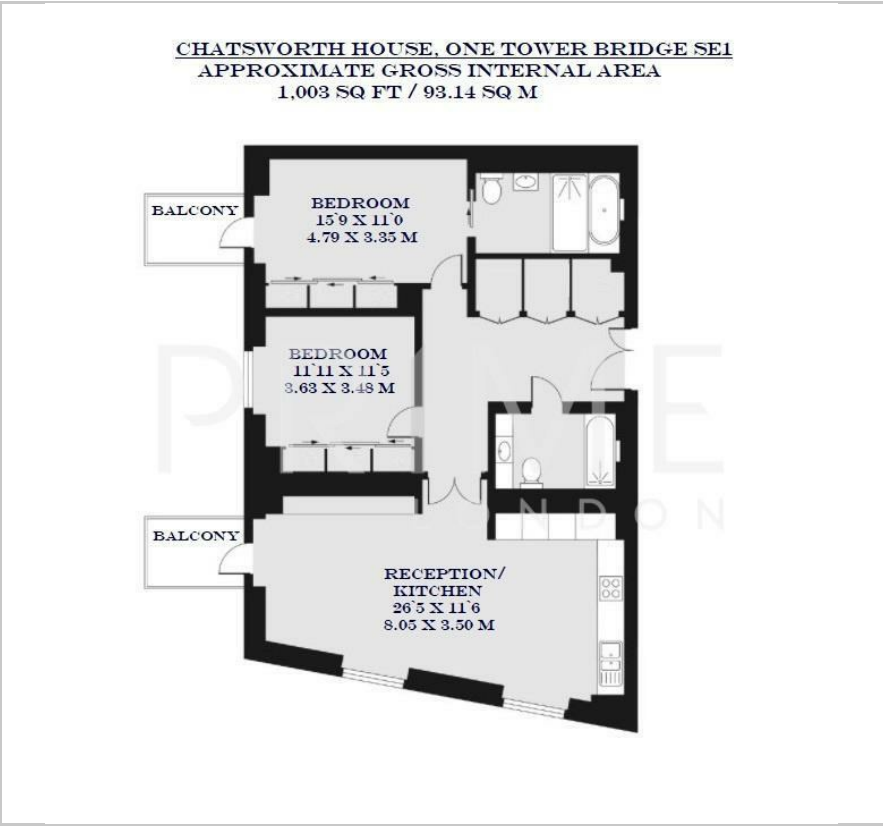 CHATSWORTH HOUSE, ONE TOWER BRIDGE SE1
APPROXIMATE GROSS INTERNAL AREA
1,003 SQ FT / 93.14 SQ M
BALCONY
BEDROOM
15`9 X 11`0
4.79 X 3.35 M
BEDROOM
11`11 X 11`5
3.63 X 3.48 M
PRIME
LONDON
BALCONY
RECEPTION/
KITCHEN
26`5 X 11`6
8.05 X 3.50 M